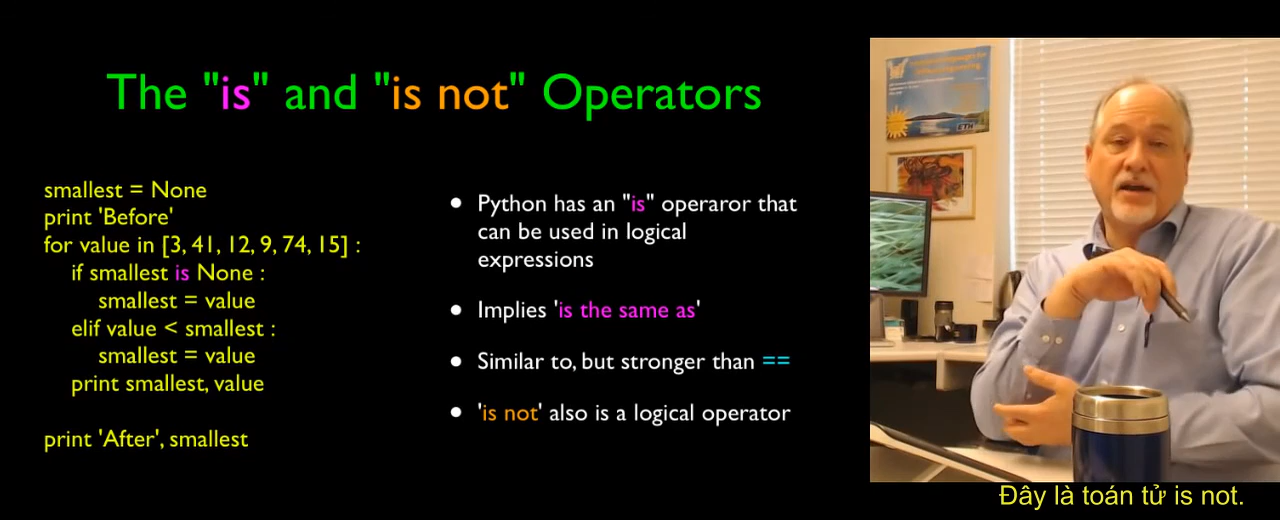 The "is" and "is not" Operators
smallest = None
print 'Before'
for value in [3, 41, 12, 9, 74, 15] :
if smallest is None :
smallest = value
elif value < smallest :
smallest = value
print smallest, value
print 'After', smallest
• Python has an "is" operaror that
can be used in logical
expressions
• Implies 'is the same as'
• Similar to, but stronger than ==
• 'is not' also is a logical operator
ETH
Đây là toán tử is not.